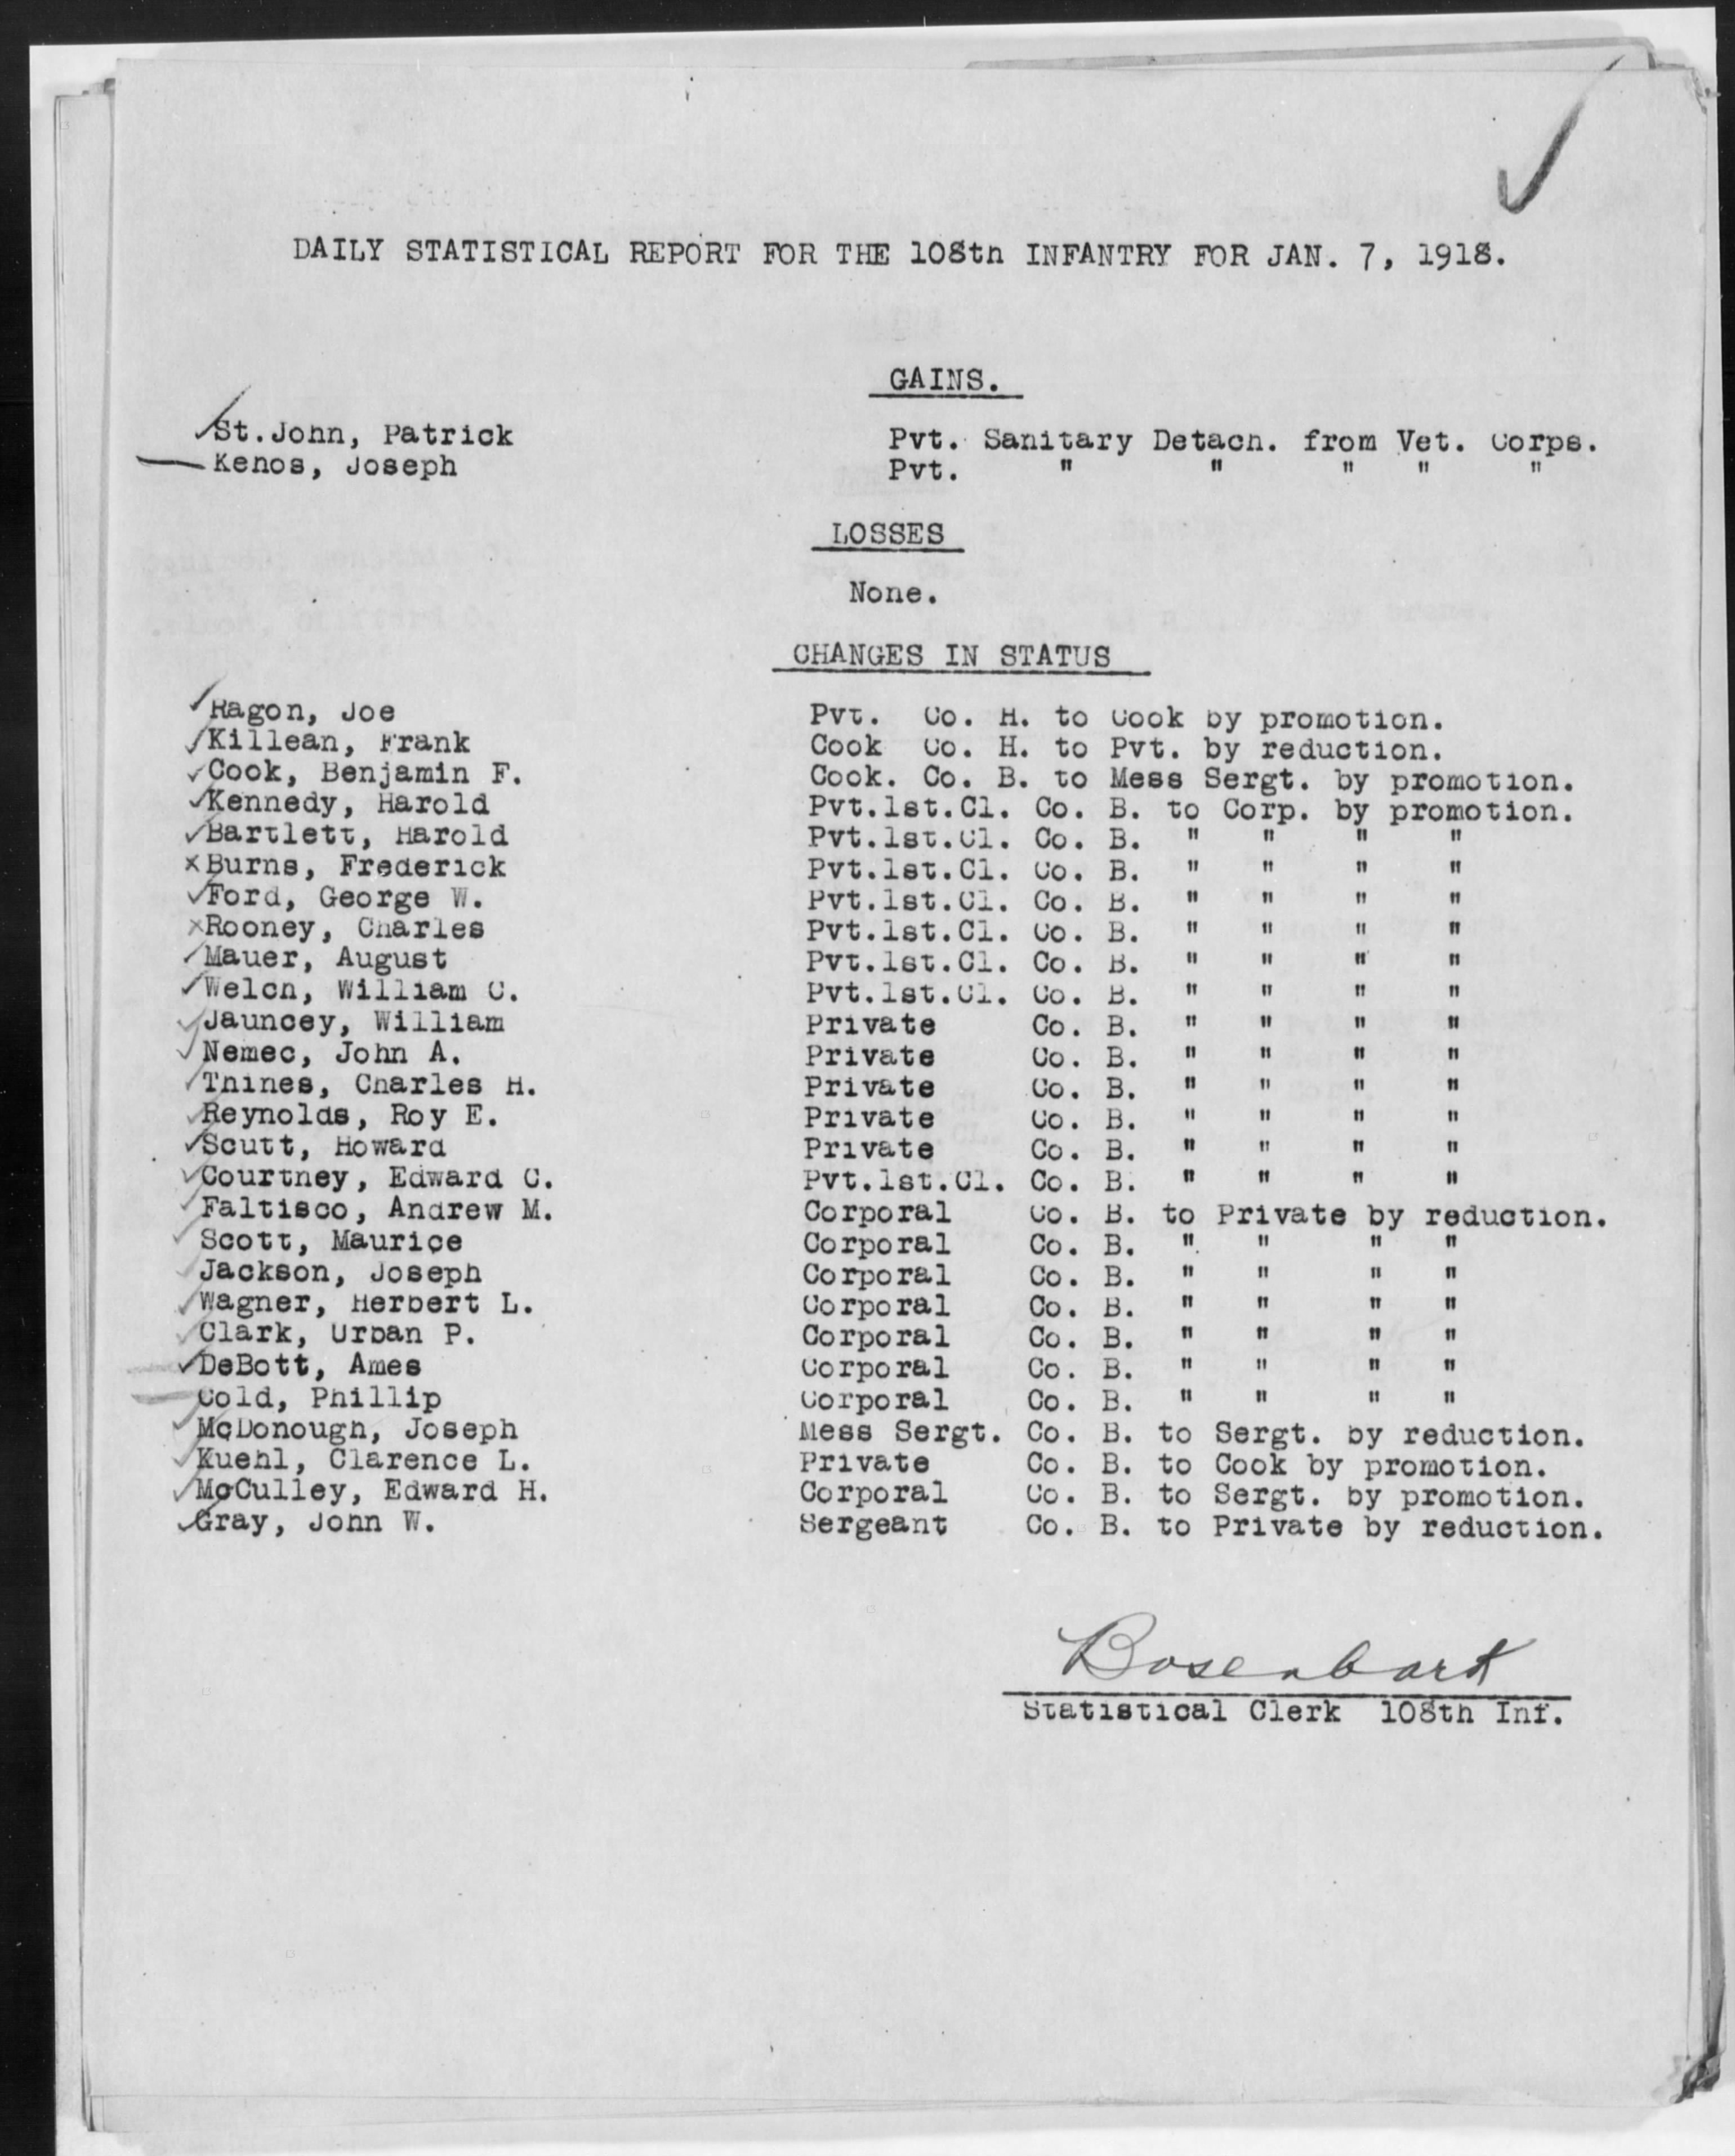 DAILY STATISTICAL REPORT FOR THE 108th INFANTRY FOR JAN. 7, 1918.
GAINS.
St.John, Patrick Pvt. Sanitary Detach. from Vet. Corps.
Kenos, Joseph Pvt. " " " " "
LOSSES
None.
CHANGES IN STATUS
Ragon, Joe Pvt. Co. H. to Cook by promotion.
Killean, Frank Cook Co. H. to Pvt. by reduction.
Cook, Benjamin F. Cook. Co. B. to Mess Sergt. by promotion.
Kennedy, Harold Pvt.1st.Cl. Co. B. to Corp. by promotion.
Bartlett, Harold Pvt.1st.Cl. Co. B. " " " "
Burns, Frederick Pvt.1st.Cl. Co. B. " " " "
Ford, George W. Pvt.1st.Cl. Co. B. " " " "
Rooney, Charles Pvt.1st.Cl. Co. B. " " " "
Mauer, August Pvt.1st.Cl. Co. B. " " " "
Welch, William C. Pvt.1st.Cl. Co. B. " " " "
Jauncey, William Private Co. B. " " " "
Nemec, John A. Private Co. B. " " " "
Thines, Charles H. Private Co. B. " " " "
Reynolds, Roy E. Private Co. B. " " " "
Scutt, Howard Private Co. B. " " " "
Courtney, Edward C. Pvt.1st.Cl. Co. B. " " " "
Faltisco, Andrew M. Corporal Co. B. to Private by reduction.
Scott, Maurice Corporal Co. B. " " " "
Jackson, Joseph Corporal Co. B. " " " "
Wagner, Herbert L. Corporal Co. B. " " " "
Clark, Urban P. Corporal Co. B. " " " "
DeBott, Ames Corporal Co. B. " " " "
Cold, Phillip Corporal Co. B. " " " "
McDonough, Joseph Mess Sergt. Co. B. to Sergt. by reduction.
Kuehl, Clarence L. Private Co. B. to Cook by promotion.
McCulley, Edward H. Corporal Co. B. to Sergt. by promotion.
Gray, John W. Sergeant Co. B. to Private by reduction.
Bosenbark
Statistical Clerk 108th Inf.